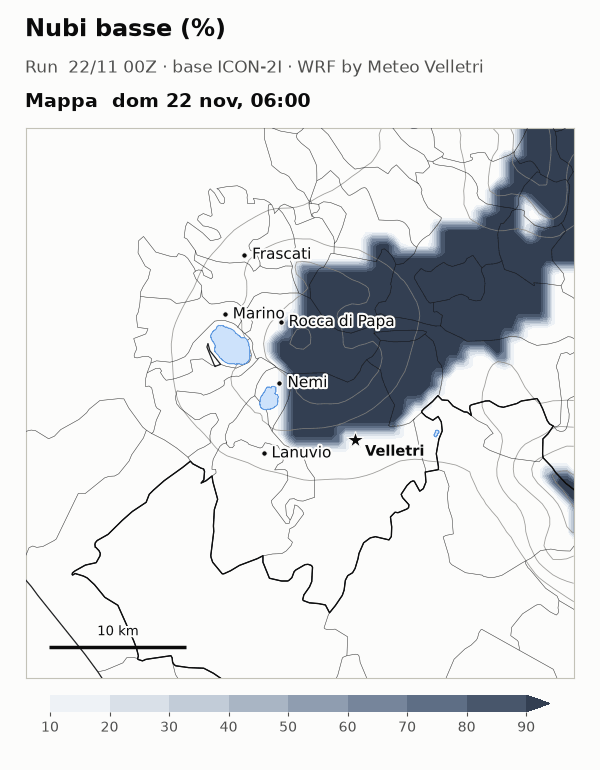 Nubi basse (%)
Run  22/11 00Z · base ICON-2I · WRF by Meteo Velletri
Mappa  dom 22 nov, 06:00
Frascati
Marino
Rocca di Papa
Nemi
Velletri
Lanuvio
10 km
10 20 30 40 50 60 70 80 90